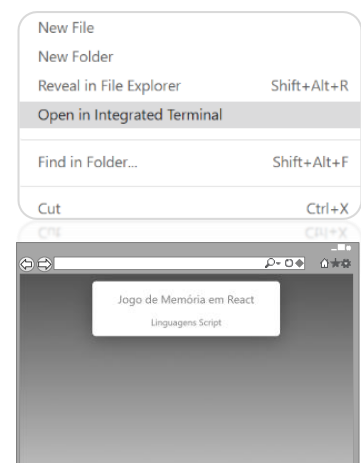 New File
New Folder
Reveal in File Explorer Shift+Alt+R
Open in Integrated Terminal
Find in Folder... Shift+Alt+F
Cut Ctrl+X
Jogo de Memória em React
Linguagens Script